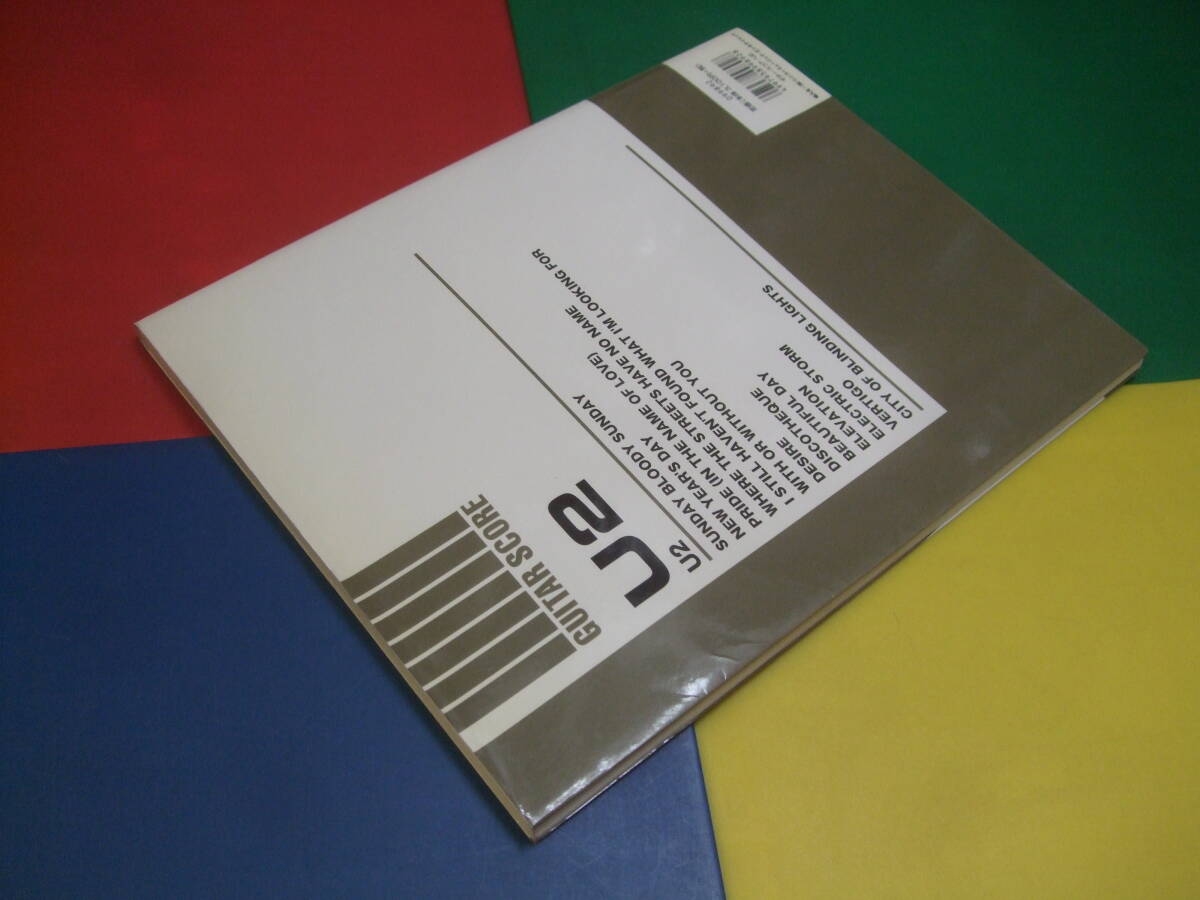 GUITAR SCORE
U2
U2
SUNDAY BLOODY SUNDAY
NEW YEAR'S DAY
PRIDE (IN THE NAME OF LOVE)
WHERE THE STREETS HAVE NO NAME
I STILL HAVEN'T FOUND WHAT I'M LOOKING FOR
WITH OR WITHOUT YOU
DESIRE
DISCOTHEQUE
BEAUTIFUL DAY
ELEVATION
ELECTRIC STORM
VERTIGO
CITY OF BLINDING LIGHTS